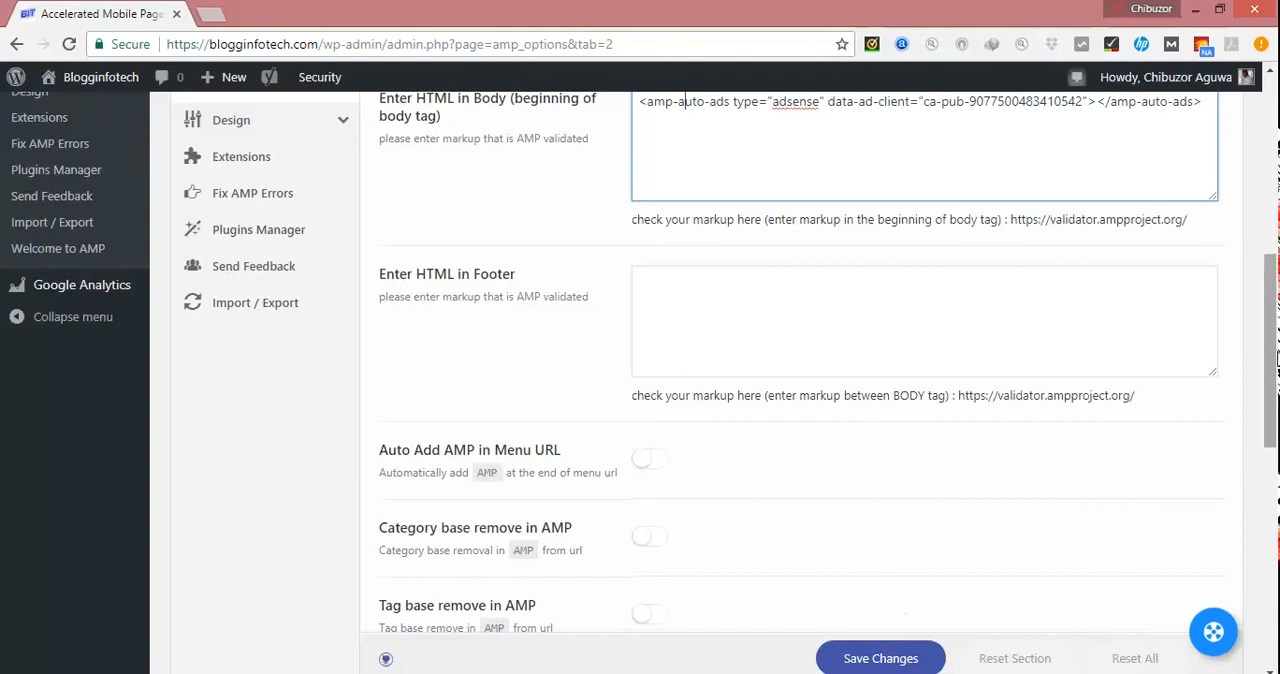 BIT Accelerated Mobile Page
Chibuzor
Secure https://blogginfotech.com/wp-admin/admin.php?page=amp_options&tab=2
NA
Blogginfotech 0 New Security Howdy, Chibuzor Aguwa
Design
Extensions
Fix AMP Errors
Plugins Manager
Send Feedback
Import / Export
Welcome to AMP
Google Analytics
Collapse menu
Design
Extensions
Fix AMP Errors
Plugins Manager
Send Feedback
Import / Export
Enter HTML in Body (beginning of
body tag)
please enter markup that is AMP validated
<amp-auto-ads type="adsense" data-ad-client="ca-pub-9077500483410542"></amp-auto-ads>
check your markup here (enter markup in the beginning of body tag) : https://validator.ampproject.org/
Enter HTML in Footer
please enter markup that is AMP validated
check your markup here (enter markup between BODY tag) : https://validator.ampproject.org/
Auto Add AMP in Menu URL
Automatically add AMP at the end of menu url
Category base remove in AMP
Category base removal in AMP from url
Tag base remove in AMP
Tag base remove in AMP from url
Save Changes Reset Section Reset All